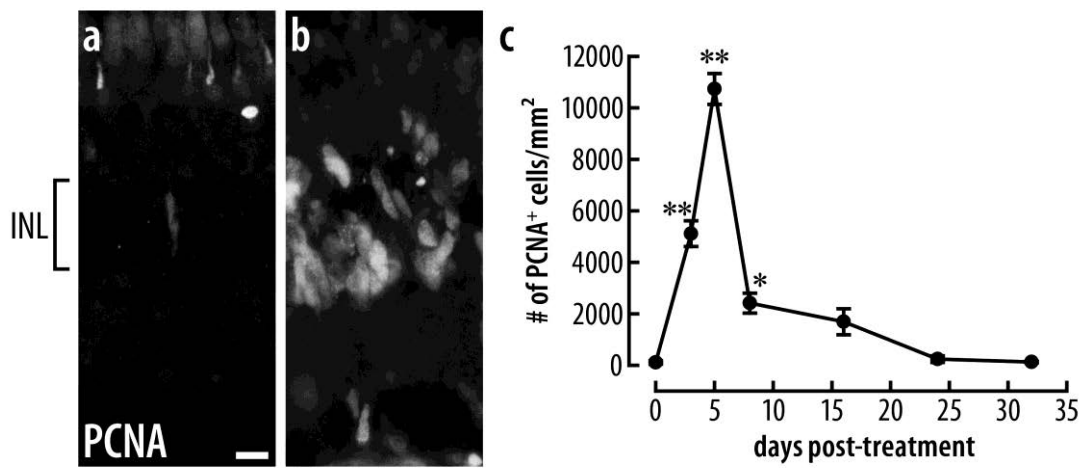 a
b
c
INL
PCNA
# of PCNA⁺ cells/mm²
12000
10000
8000
6000
4000
2000
0
**
**
*
0 5 10 15 20 25 30 35
days post-treatment